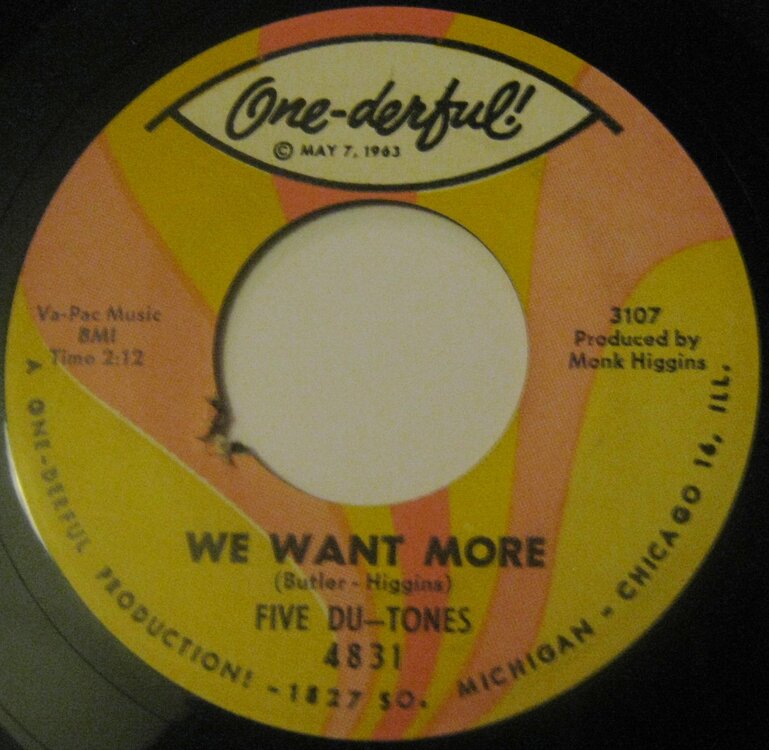 One-derful!
© MAY 7, 1963
Va-Pac Music
BMI
Time 2:12
3107
Produced by
Monk Higgins
WE WANT MORE
(Butler - Higgins)
FIVE DU-TONES
4831
A ONE-DERFUL PRODUCTION! - 1827 SO. MICHIGAN - CHICAGO 16, ILL.